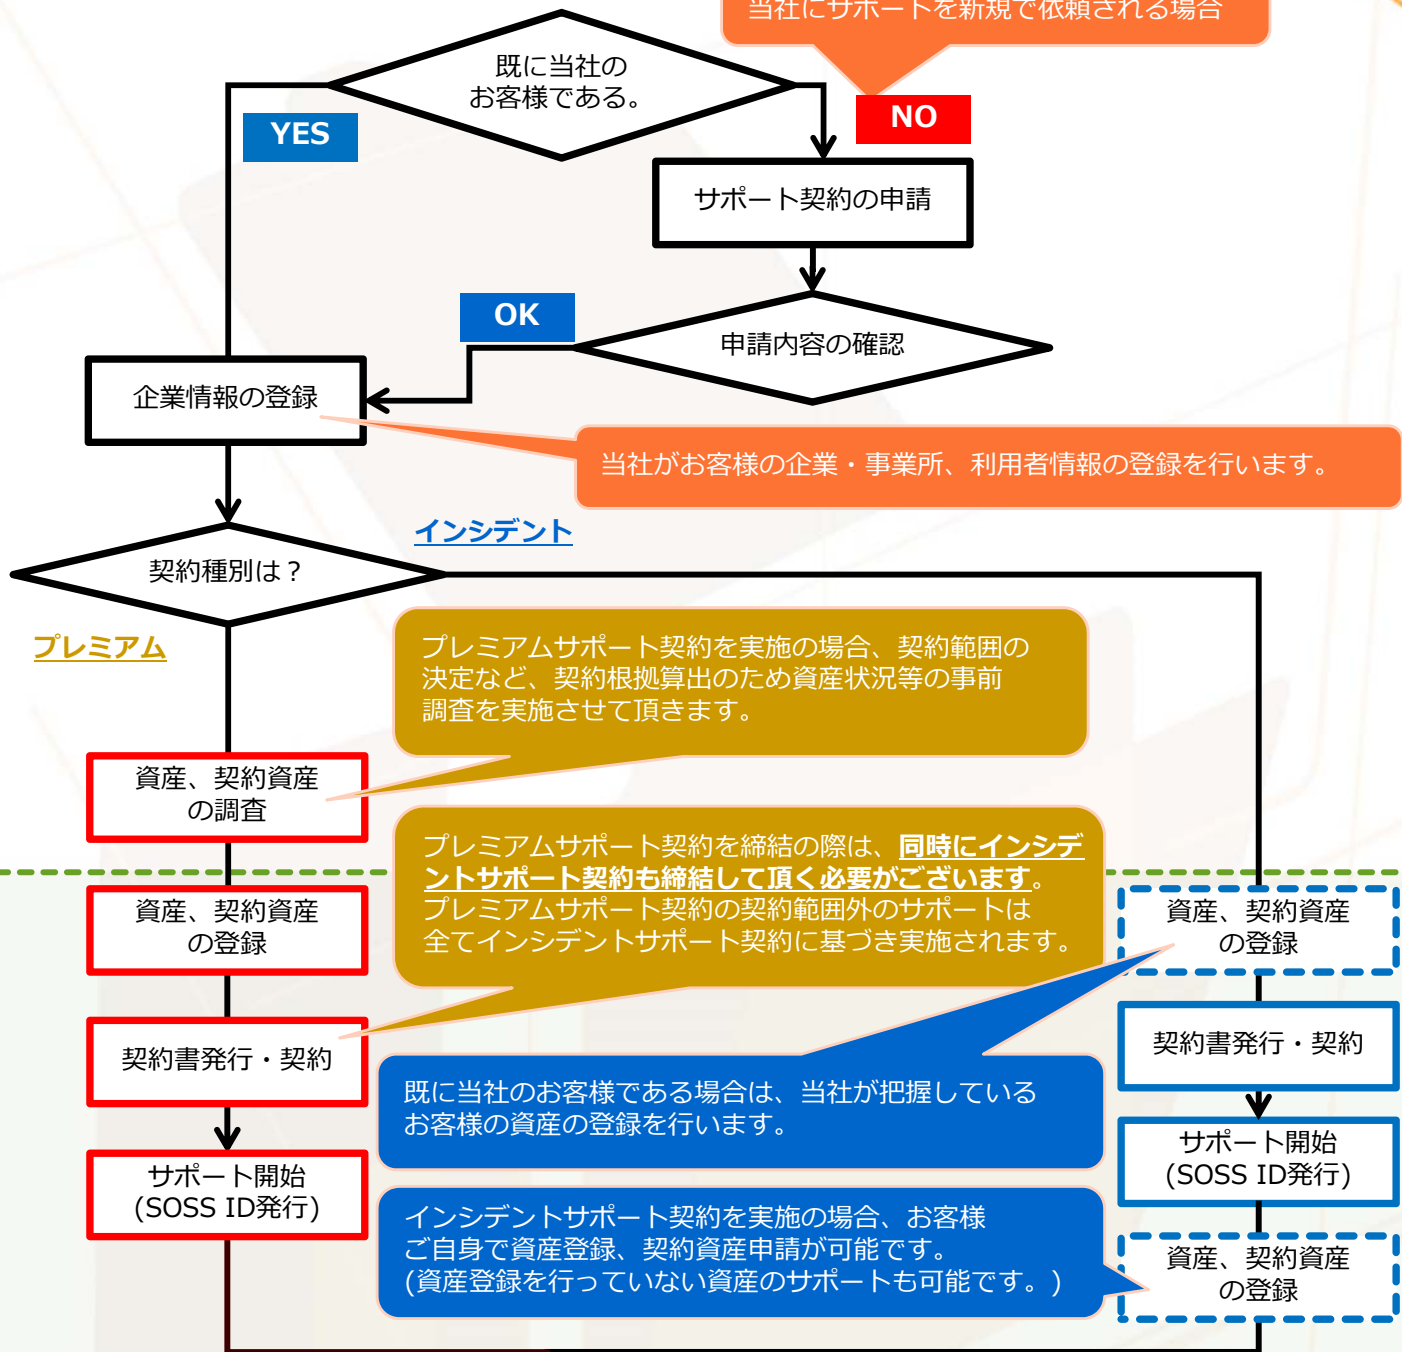 当社にサポートを新規で依頼される場合
既に当社の
お客様である。
YES
NO
サポート契約の申請
OK
申請内容の確認
企業情報の登録
当社がお客様の企業・事業所、利用者情報の登録を行います。
インシデント
契約種別は？
プレミアム
プレミアムサポート契約を実施の場合、契約範囲の
決定など、契約根拠算出のため資産状況等の事前
調査を実施させて頂きます。
資産、契約資産
の調査
プレミアムサポート契約を締結の際は、同時にインシデ
ントサポート契約も締結して頂く必要がございます。
プレミアムサポート契約の契約範囲外のサポートは
全てインシデントサポート契約に基づき実施されます。
資産、契約資産
の登録
資産、契約資産
の登録
契約書発行・契約
契約書発行・契約
既に当社のお客様である場合は、当社が把握している
お客様の資産の登録を行います。
サポート開始
(SOSS ID発行)
サポート開始
(SOSS ID発行)
インシデントサポート契約を実施の場合、お客様
ご自身で資産登録、契約資産申請が可能です。
(資産登録を行っていない資産のサポートも可能です。)
資産、契約資産
の登録